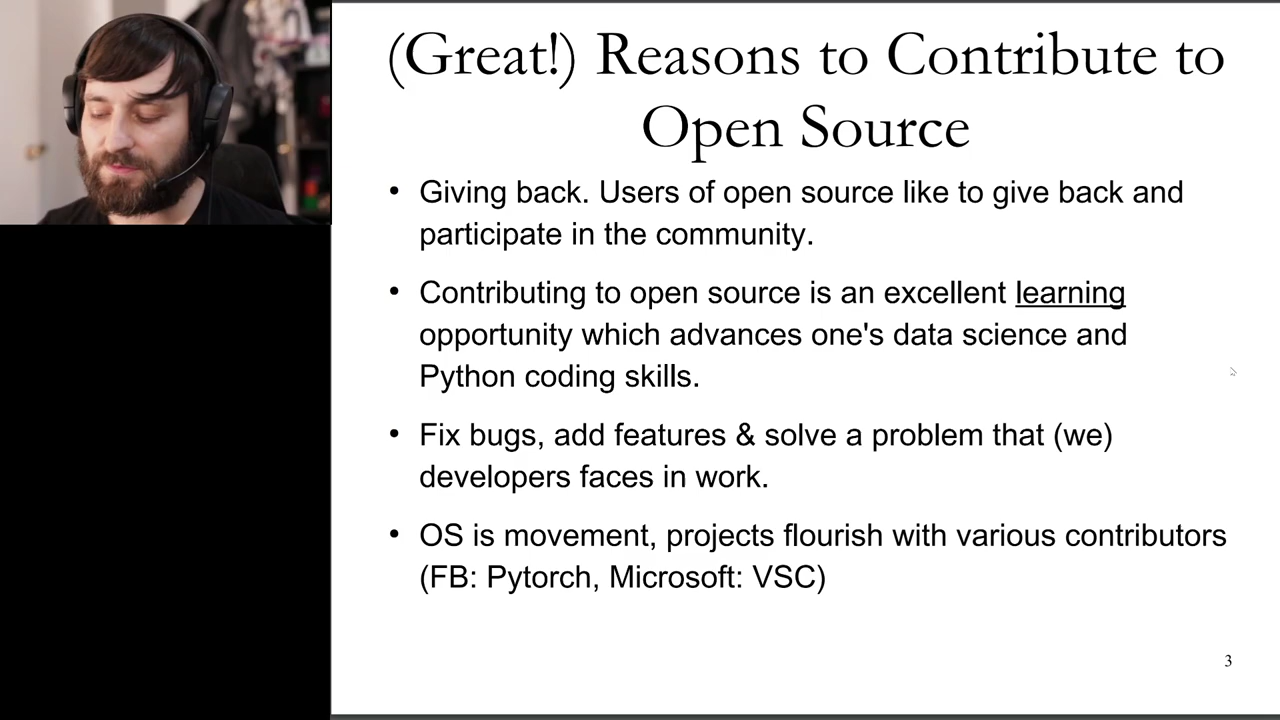 (Great!) Reasons to Contribute to
Open Source
• Giving back. Users of open source like to give back and
participate in the community.
• Contributing to open source is an excellent learning
opportunity which advances one's data science and
Python coding skills.
• Fix bugs, add features & solve a problem that (we)
developers faces in work.
• OS is movement, projects flourish with various contributors
(FB: Pytorch, Microsoft: VSC)
3